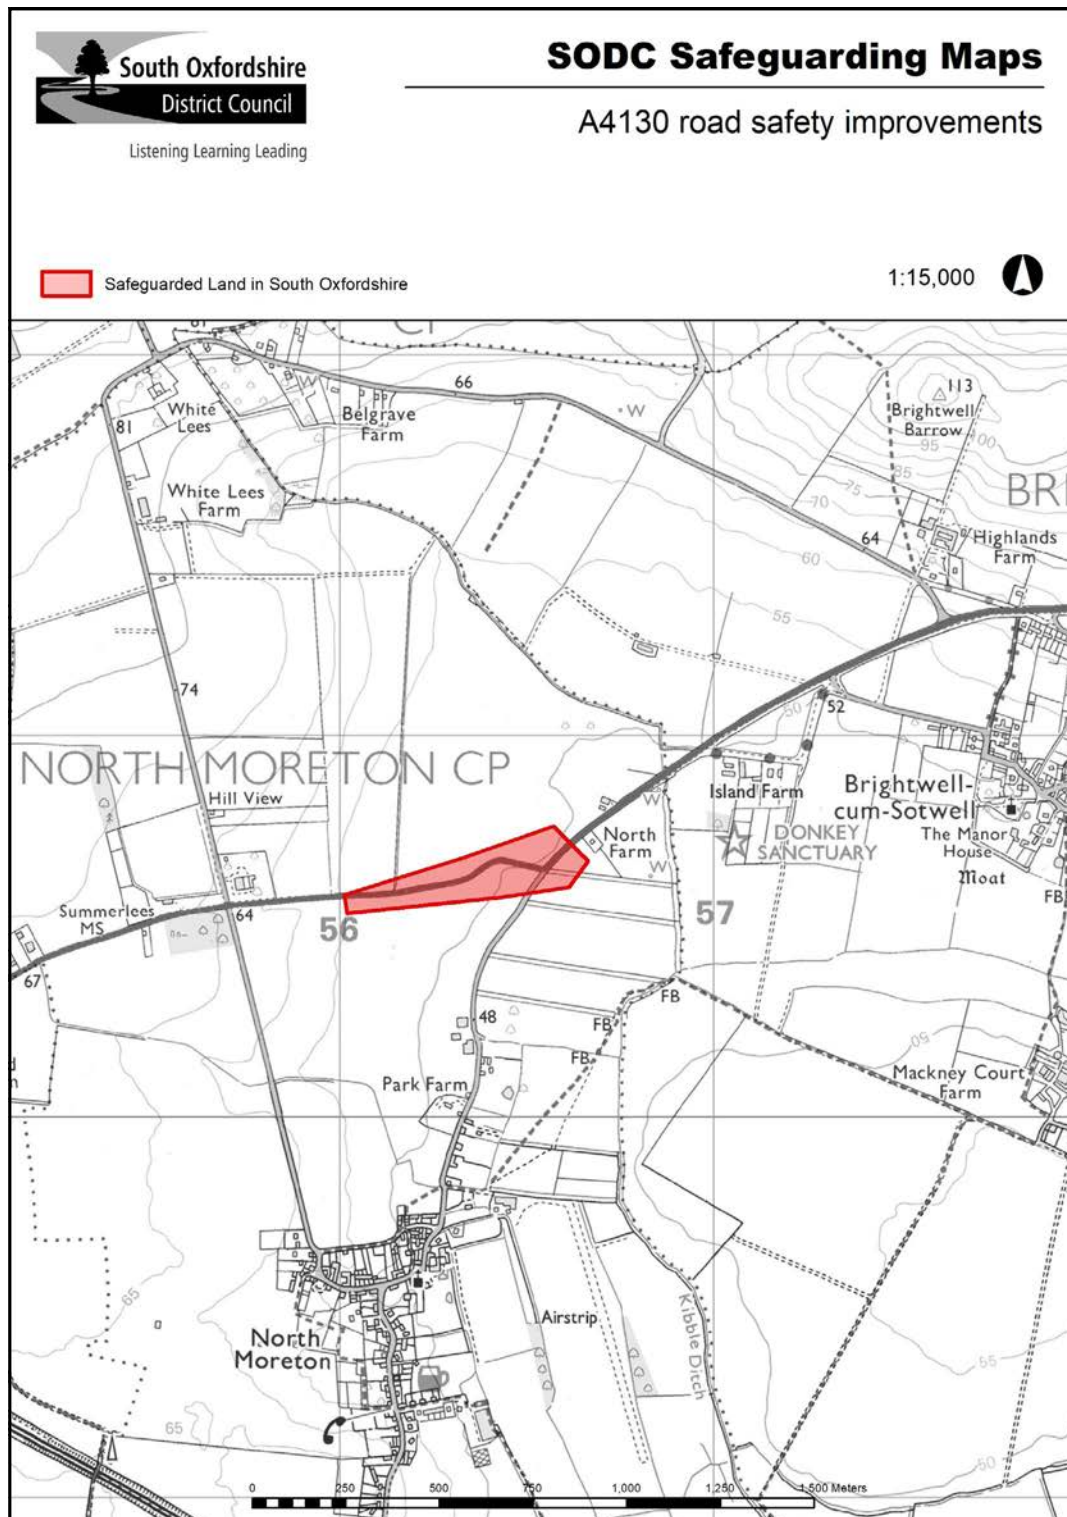 South Oxfordshire
District Council
Listening Learning Leading
SODC Safeguarding Maps
A4130 road safety improvements
Safeguarded Land in South Oxfordshire
1:15,000
CP
66
W
W
113
Brightwell
Barrow
100
95
85
75
70
64
60
55
White
Lees
Belgrave
Farm
81
White Lees
Farm
BRI
Highlands
Farm
74
50
52
NORTH MORETON CP
Hill View
Island Farm
Brightwell-
cum-Sotwell
W
North
Farm
W
DONKEY
SANCTUARY
The Manor
House
Moat
FB
Summerlees
MS
64
56
57
67
48
FB
FB
FB
50
Park Farm
Mackney Court
Farm
65
Airstrip
Kibble Ditch
North
Moreton
55
65
50
0
250
500
750
1,000
1,250
1,500 Meters